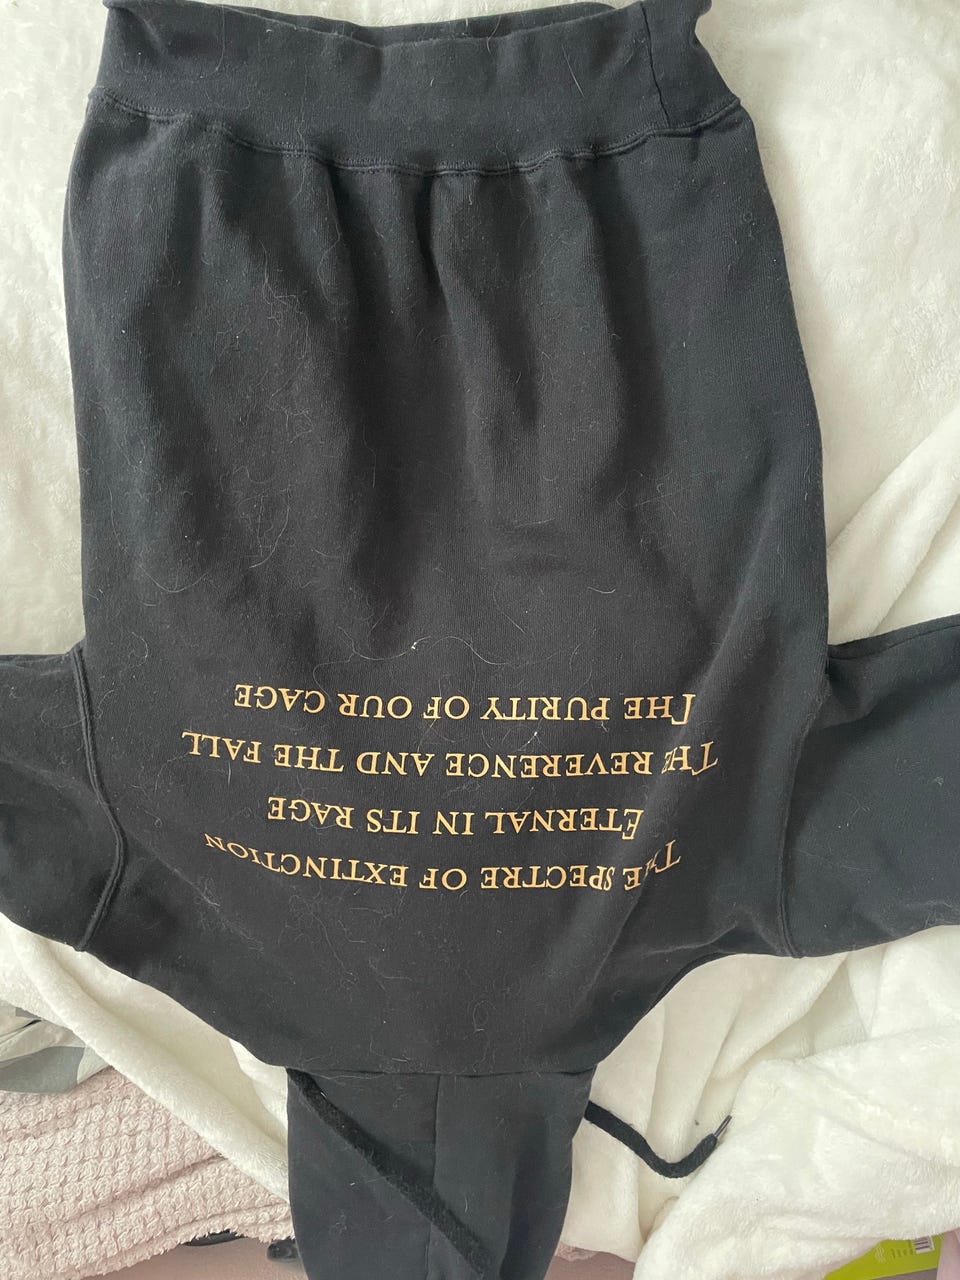 The spectre of extinction
Eternal in its rage
The reverence and the fall
The purity of our cage